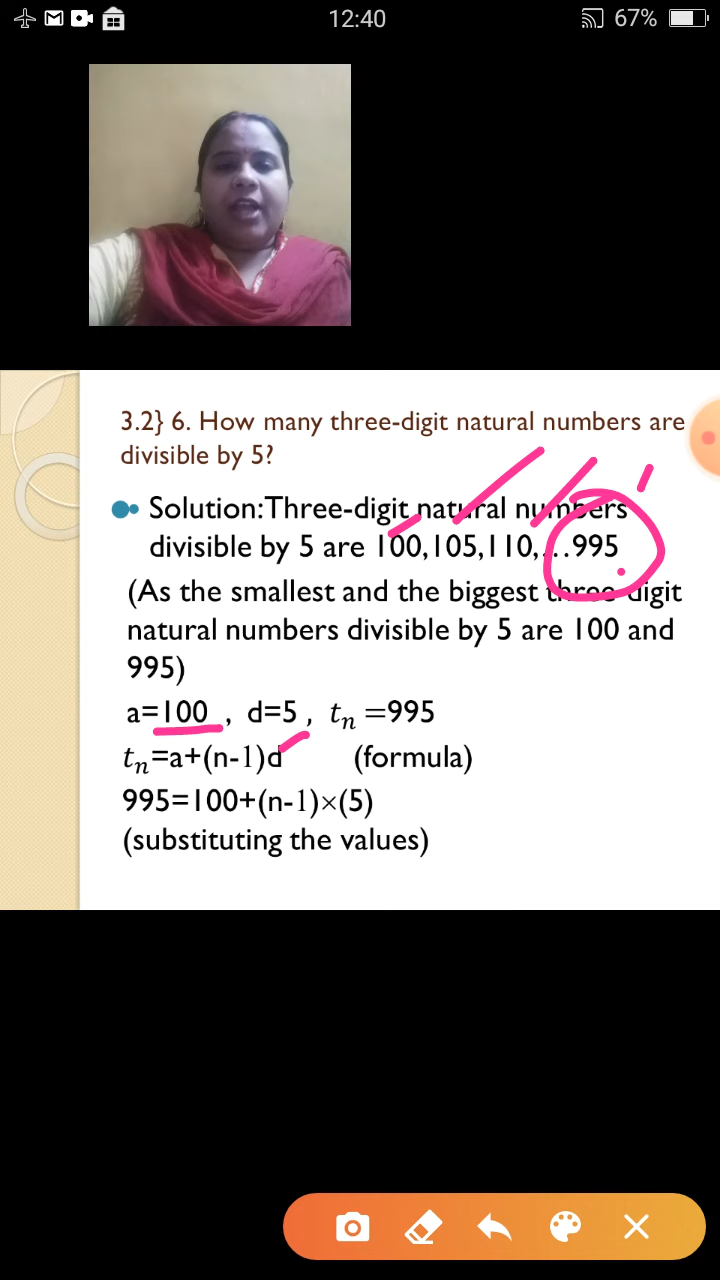 12:40
67%
3.2} 6. How many three-digit natural numbers are
divisible by 5?
Solution:Three-digit natural numbers
divisible by 5 are 100,105,110,...995
(As the smallest and the biggest three-digit
natural numbers divisible by 5 are 100 and
995)
a=100 , d=5 , tₙ =995
tₙ=a+(n-1)d (formula)
995=100+(n-1)×(5)
(substituting the values)